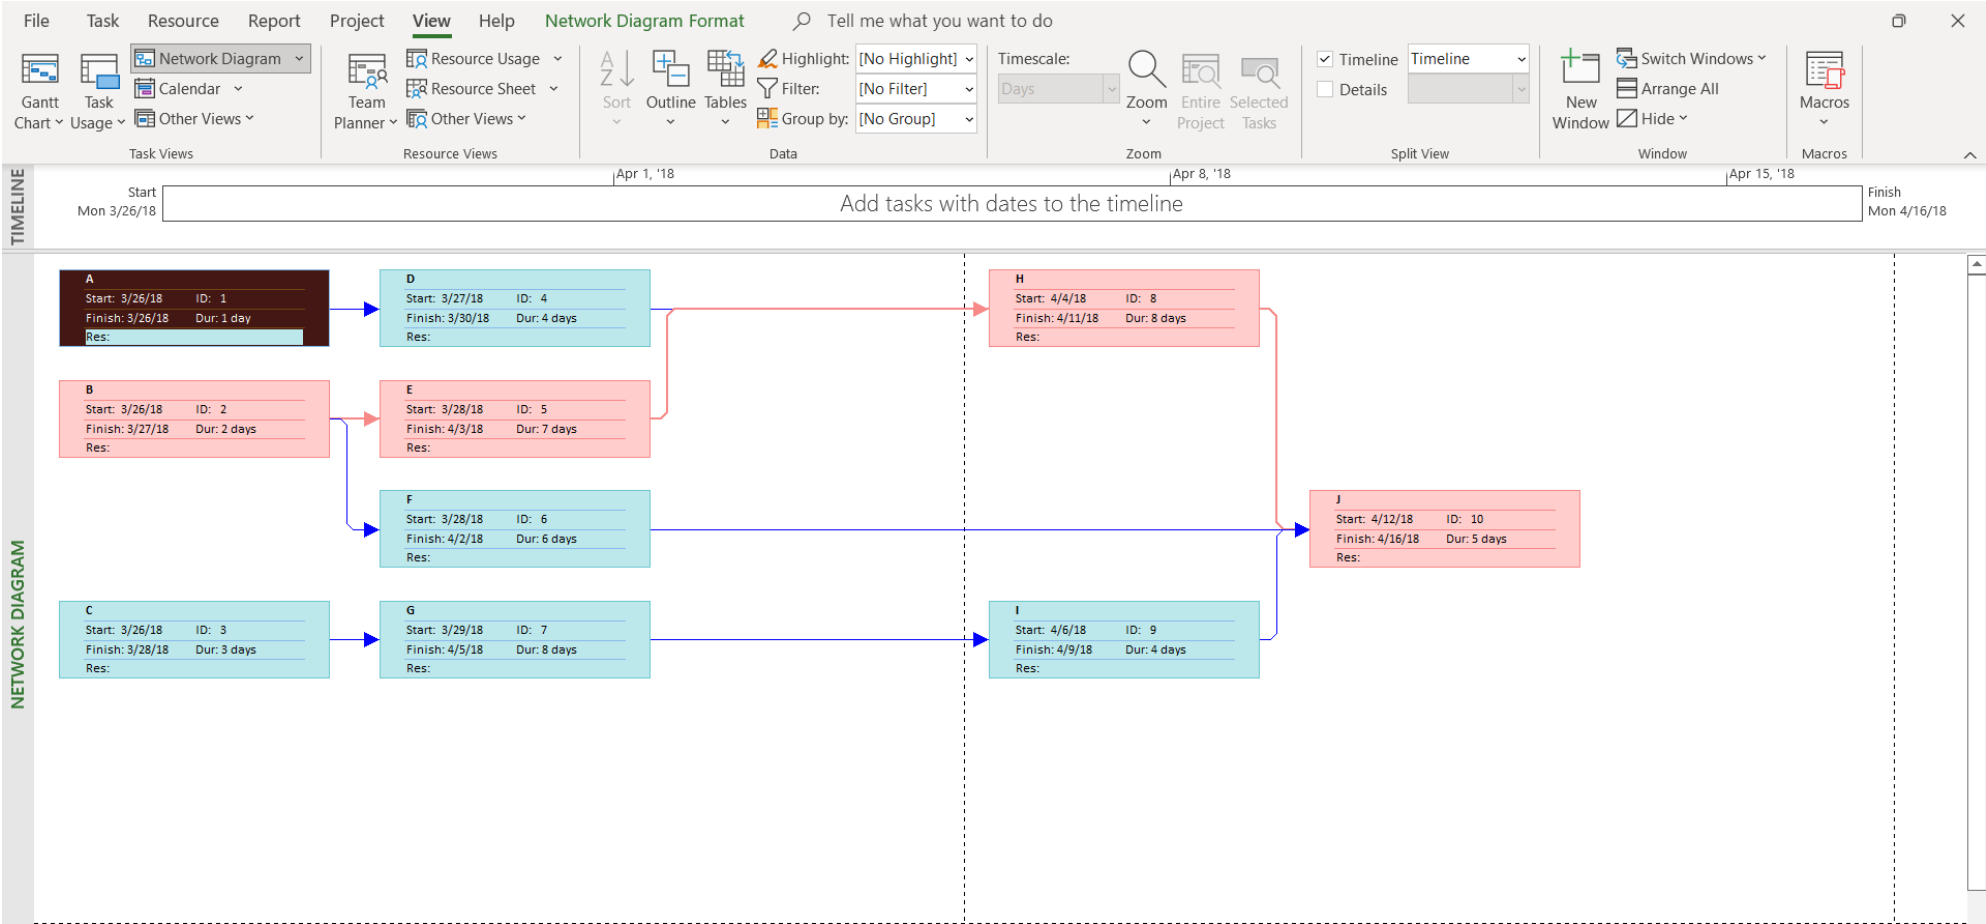 File Task Resource Report Project View Help Network Diagram Format Tell me what you want to do
Gantt Chart
Task Usage
Network Diagram
Calendar
Other Views
Task Views
Team Planner
Resource Usage
Resource Sheet
Other Views
Resource Views
A Z
Sort
Outline
Tables
Highlight: [No Highlight]
Filter: [No Filter]
Group by: [No Group]
Data
Timescale:
Days
Zoom
Entire Project
Selected Tasks
Zoom
Timeline Timeline
Details
Split View
New Window
Switch Windows
Arrange All
Hide
Window
Macros
Macros
TIMELINE
Start
Mon 3/26/18
Apr 1, '18
Apr 8, '18
Apr 15, '18
Add tasks with dates to the timeline
Finish
Mon 4/16/18
NETWORK DIAGRAM
A
Start: 3/26/18 ID: 1
Finish: 3/26/18 Dur: 1 day
Res:
D
Start: 3/27/18 ID: 4
Finish: 3/30/18 Dur: 4 days
Res:
H
Start: 4/4/18 ID: 8
Finish: 4/11/18 Dur: 8 days
Res:
B
Start: 3/26/18 ID: 2
Finish: 3/27/18 Dur: 2 days
Res:
E
Start: 3/28/18 ID: 5
Finish: 4/3/18 Dur: 7 days
Res:
F
Start: 3/28/18 ID: 6
Finish: 4/2/18 Dur: 6 days
Res:
J
Start: 4/12/18 ID: 10
Finish: 4/16/18 Dur: 5 days
Res:
C
Start: 3/26/18 ID: 3
Finish: 3/28/18 Dur: 3 days
Res:
G
Start: 3/29/18 ID: 7
Finish: 4/5/18 Dur: 8 days
Res:
I
Start: 4/6/18 ID: 9
Finish: 4/9/18 Dur: 4 days
Res: